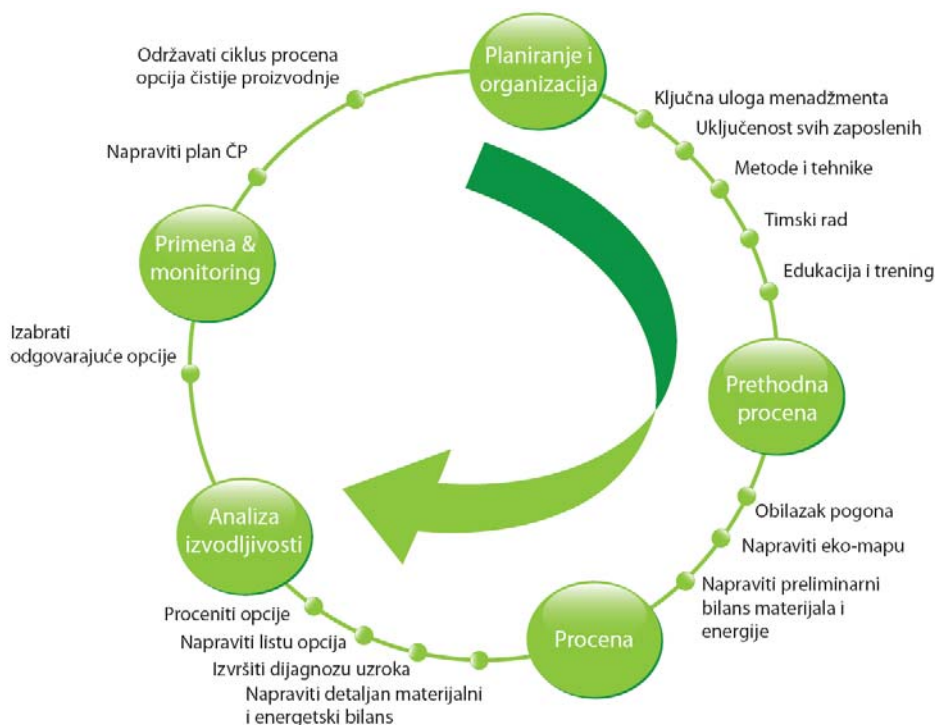 Planiranje i
organizacija
Ključna uloga menadžmenta
Uključenost svih zaposlenih
Metode i tehnike
Timski rad
Edukacija i trening
Prethodna
procena
Obilazak pogona
Napraviti eko-mapu
Napraviti preliminarni
bilans materijala i
energije
Procena
Napraviti detaljan materijalni
i energetski bilans
Izvršiti dijagnozu uzroka
Napraviti listu opcija
Proceniti opcije
Analiza
izvodljivosti
Izabrati
odgovarajuće opcije
Primena &
monitoring
Napraviti plan ČP
Održavati ciklus procena
opcija čistije proizvodnje